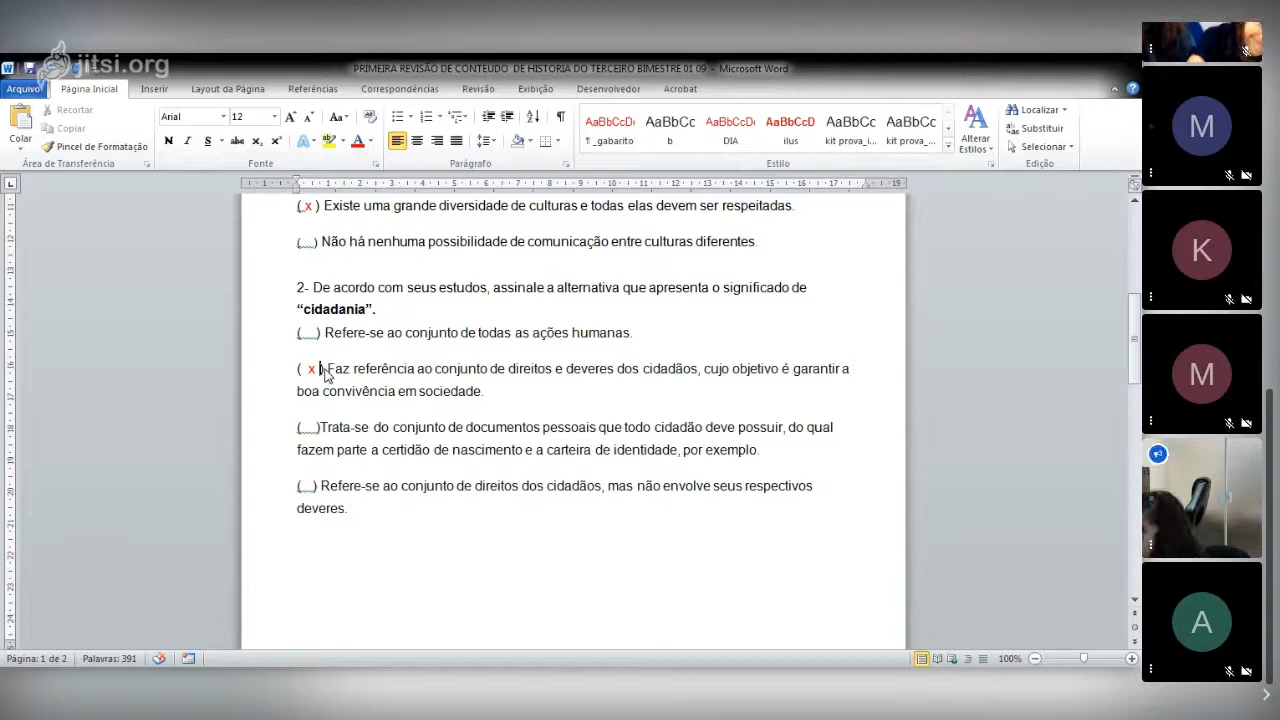 jitsi.org
PRIMEIRA REVISÃO DE CONTEUDO DE HISTORIA DO TERCEIRO BIMESTRE 01 09 - Microsoft Word
Arquivo Página Inicial Inserir Layout da Página Referências Correspondências Revisão Exibição Desenvolvedor Acrobat
Colar
Recortar
Copiar
Pincel de Formatação
Área de Transferência
Arial 12
Fonte
Parágrafo
AaBbCcDc AaBbCc AaBbCcD AaBbCcD AaBbCc AaBbCc
¶ _gabarito b DIA ilus kit prova_i... kit prova_...
Estilo
Alterar Estilos
Localizar
Substituir
Selecionar
Edição
( x ) Existe uma grande diversidade de culturas e todas elas devem ser respeitadas.
(   ) Não há nenhuma possibilidade de comunicação entre culturas diferentes.
2- De acordo com seus estudos, assinale a alternativa que apresenta o significado de
“cidadania”.
(   ) Refere-se ao conjunto de todas as ações humanas.
( x ) Faz referência ao conjunto de direitos e deveres dos cidadãos, cujo objetivo é garantir a
boa convivência em sociedade.
(   )Trata-se do conjunto de documentos pessoais que todo cidadão deve possuir, do qual
fazem parte a certidão de nascimento e a carteira de identidade, por exemplo.
(   ) Refere-se ao conjunto de direitos dos cidadãos, mas não envolve seus respectivos
deveres.
Página: 1 de 2 Palavras: 391
100%
M
K
M
A